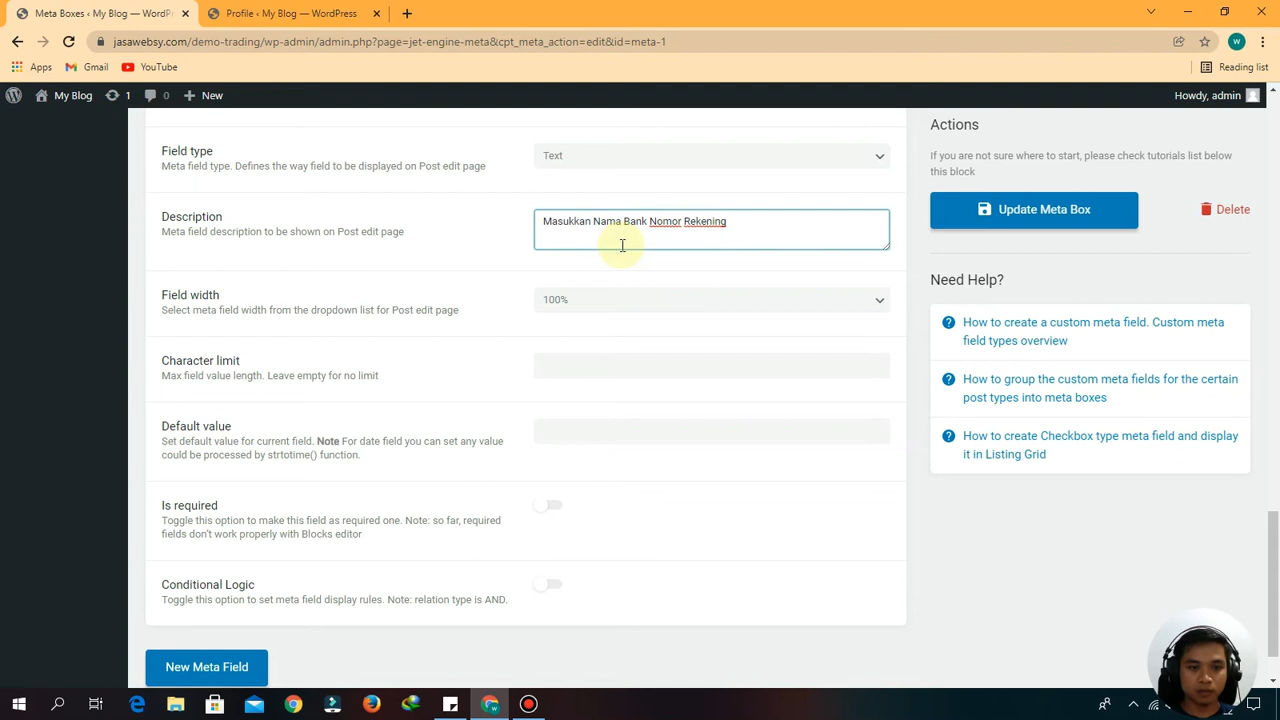 Meta Boxes ‹ My Blog — WordPr
Profile ‹ My Blog — WordPress
jasawebsy.com/demo-trading/wp-admin/admin.php?page=jet-engine-meta&cpt_meta_action=edit&id=meta-1
W
Apps
Gmail
YouTube
Reading list
My Blog
1
New
Howdy, admin
Field type
Meta field type. Defines the way field to be displayed on Post edit page
Text
Description
Meta field description to be shown on Post edit page
Masukkan Nama Bank Nomor Rekening
Field width
Select meta field width from the dropdown list for Post edit page
100%
Character limit
Max field value length. Leave empty for no limit
Default value
Set default value for current field. Note For date field you can set any value
could be processed by strtotime() function.
Is required
Toggle this option to make this field as required one. Note: so far, required
fields don't work properly with Blocks editor
Conditional Logic
Toggle this option to set meta field display rules. Note: relation type is AND.
New Meta Field
Actions
If you are not sure where to start, please check tutorials list below
this block
Update Meta Box
Delete
Need Help?
How to create a custom meta field. Custom meta
field types overview
How to group the custom meta fields for the certain
post types into meta boxes
How to create Checkbox type meta field and display
it in Listing Grid